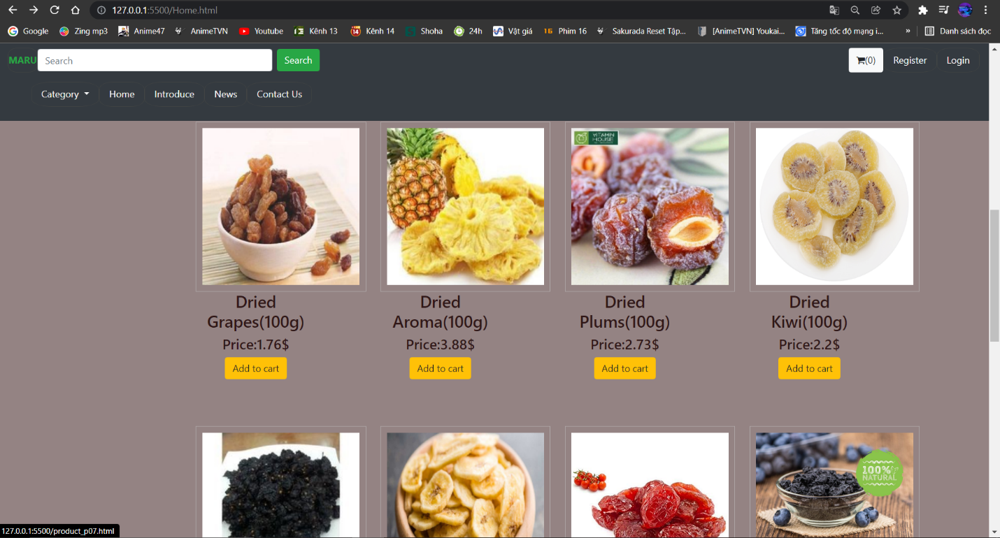 127.0.0.1:5500/Home.html
Google Zing mp3 Anime47 AnimeTVN Youtube Kênh 13 Kênh 14 Shoha 24h Vật giá Phim 16 Sakurada Reset Tập... [AnimeTVN] Youkai... Tăng tốc độ mạng i... » Danh sách đọc
MARU Search Search (0) Register Login
Category Home Introduce News Contact Us
VITAMIN
HOUSE
Dried
Grapes(100g)
Price:1.76$
Add to cart
Dried
Aroma(100g)
Price:3.88$
Add to cart
Dried
Plums(100g)
Price:2.73$
Add to cart
Dried
Kiwi(100g)
Price:2.2$
Add to cart
100%
NATURAL
127.0.0.1:5500/product_p07.html